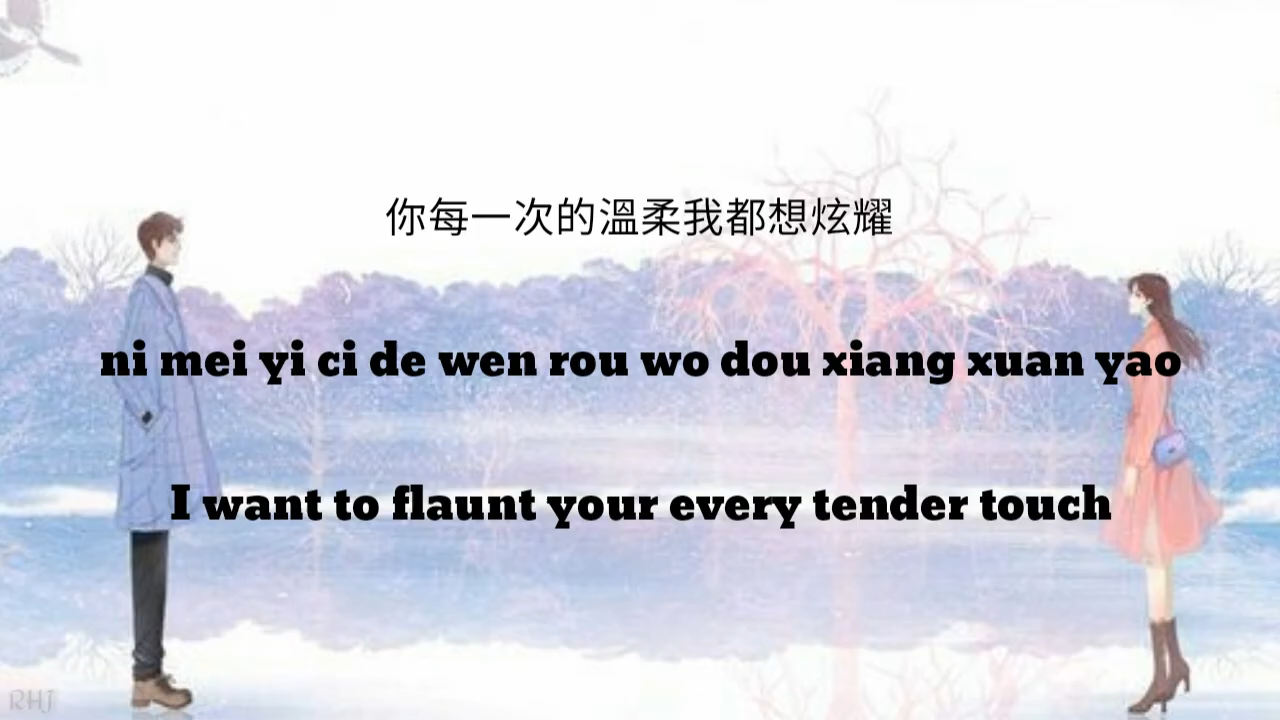 你每一次的溫柔我都想炫耀
ni mei yi ci de wen rou wo dou xiang xuan yao
I want to flaunt your every tender touch
RHJ